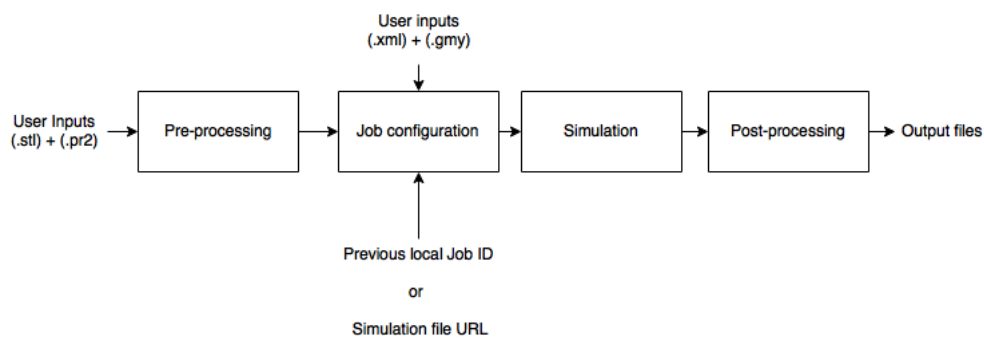 User inputs
(.xml) + (.gmy)
User Inputs
(.stl) + (.pr2)
Pre-processing
Job configuration
Simulation
Post-processing
Output files
Previous local Job ID
or
Simulation file URL